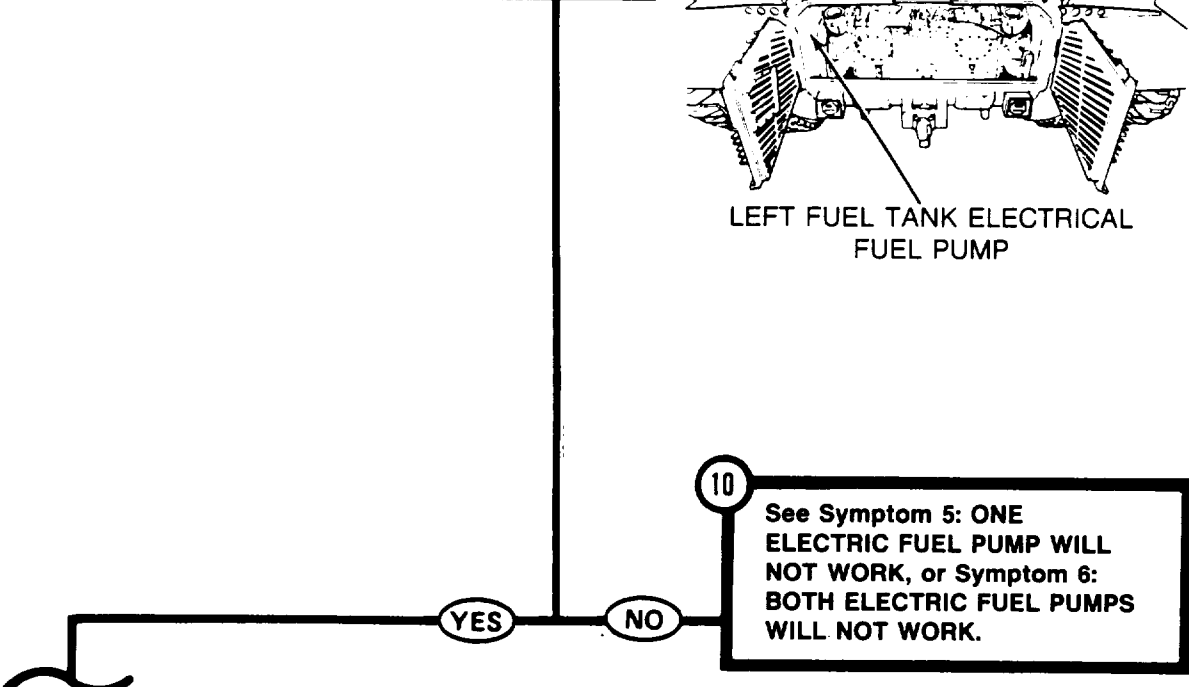 LEFT FUEL TANK ELECTRICAL
FUEL PUMP
10
See Symptom 5: ONE
ELECTRIC FUEL PUMP WILL
NOT WORK, or Symptom 6:
BOTH ELECTRIC FUEL PUMPS
WILL NOT WORK.
YES
NO